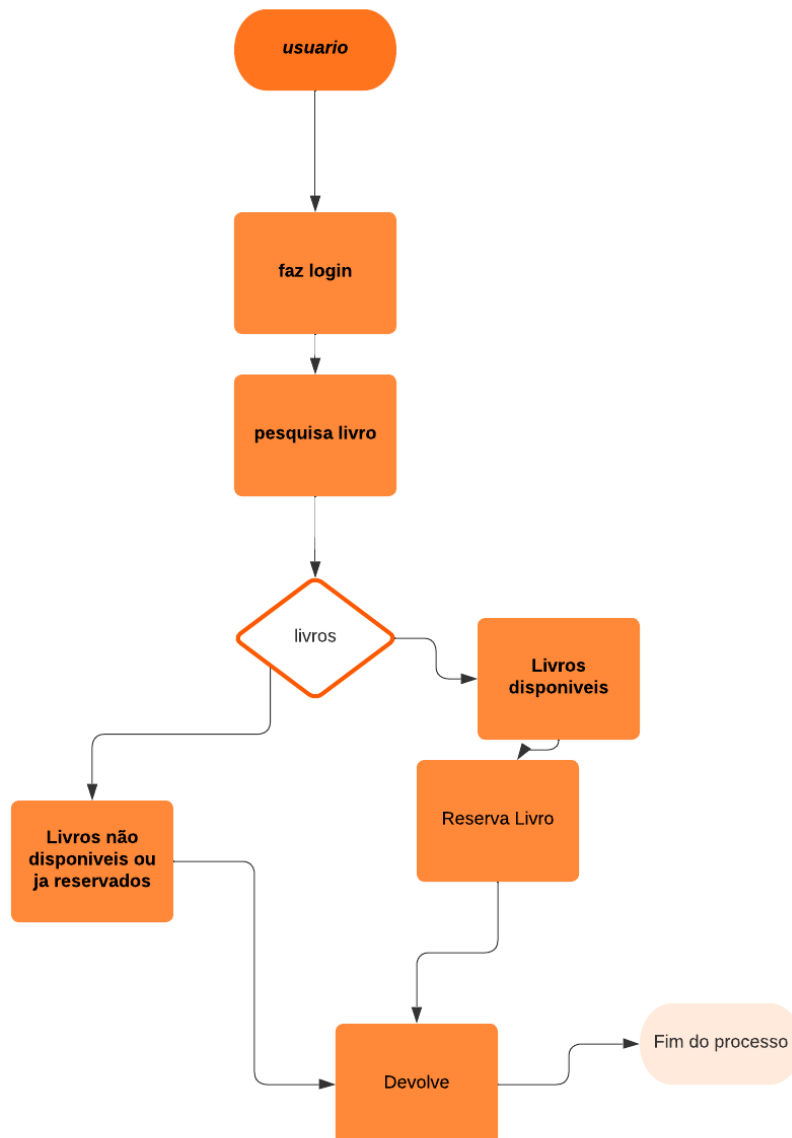 usuario
faz login
pesquisa livro
livros
Livros
disponiveis
Reserva Livro
Livros não
disponiveis ou
ja reservados
Devolve
Fim do processo